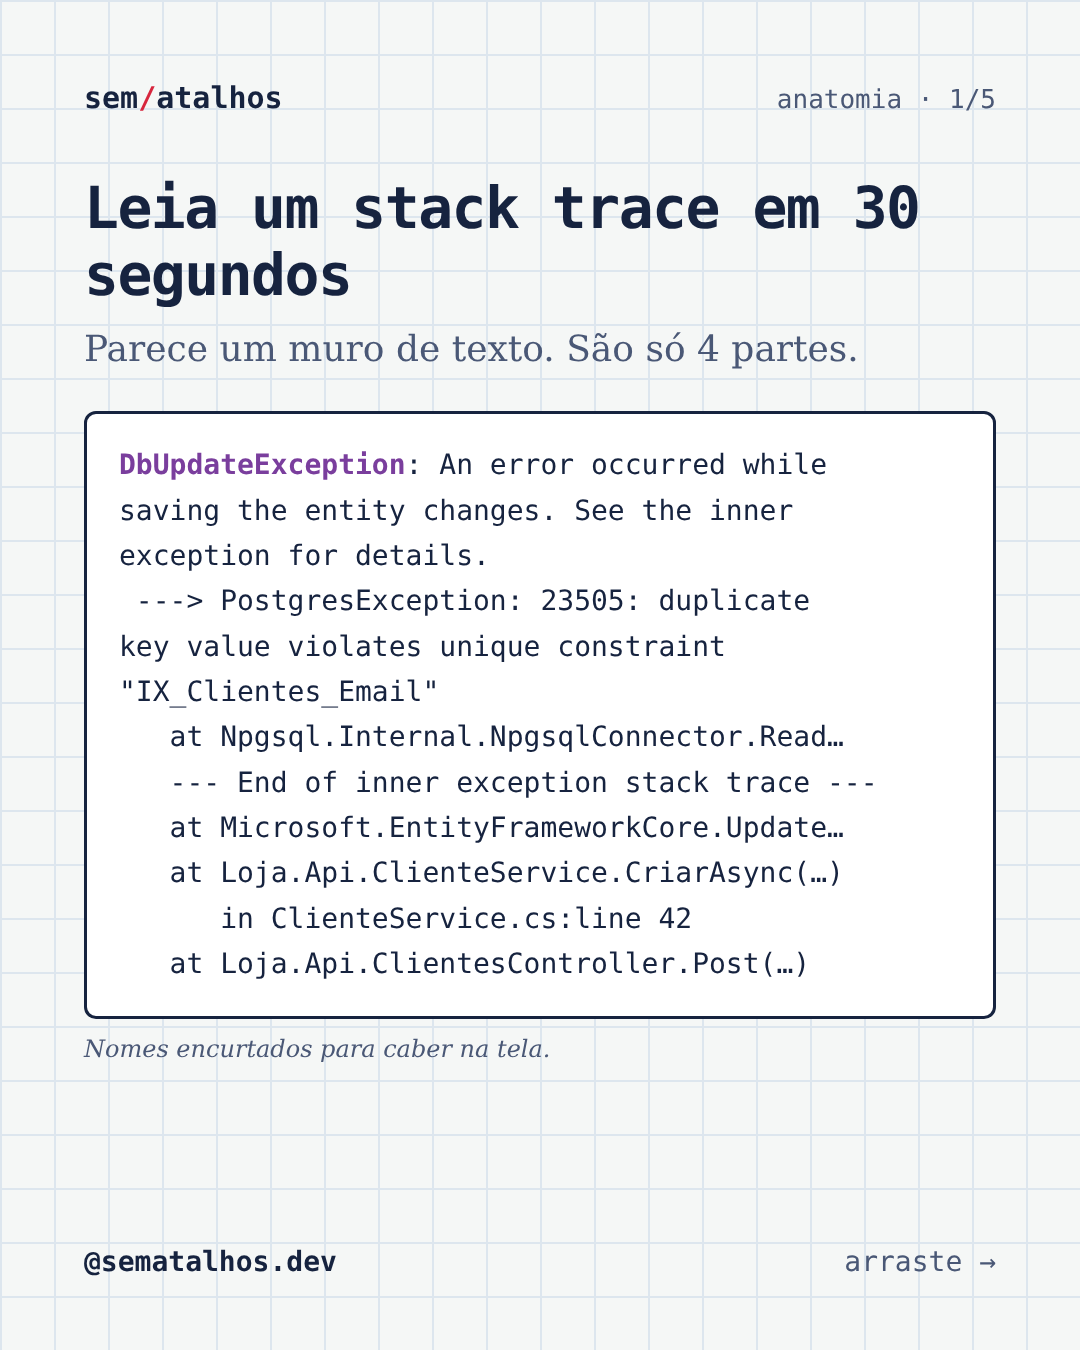 sem/atalhos
anatomia · 1/5
Leia um stack trace em 30
segundos
Parece um muro de texto. São só 4 partes.
DbUpdateException: An error occurred while
saving the entity changes. See the inner
exception for details.
---> PostgresException: 23505: duplicate
key value violates unique constraint
"IX_Clientes_Email"
at Npgsql.Internal.NpgsqlConnector.Read…
--- End of inner exception stack trace ---
at Microsoft.EntityFrameworkCore.Update…
at Loja.Api.ClienteService.CriarAsync(…)
in ClienteService.cs:line 42
at Loja.Api.ClientesController.Post(…)
Nomes encurtados para caber na tela.
@sematalhos.dev
arraste →